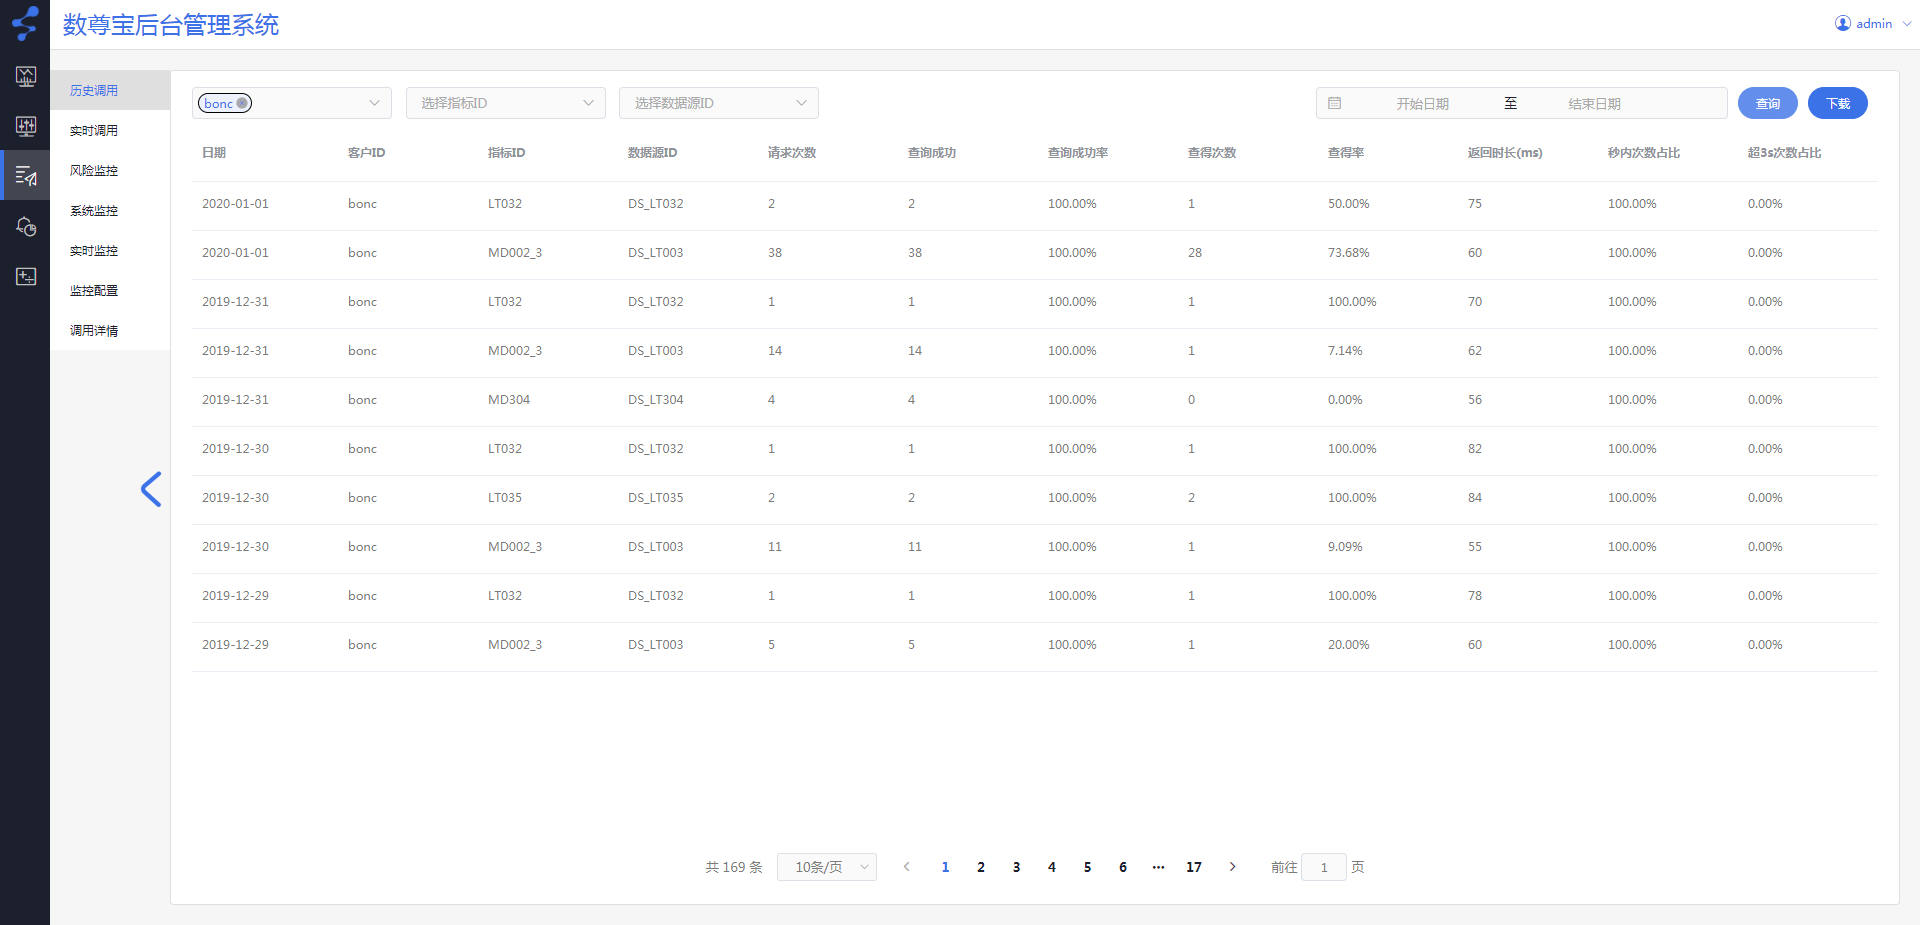 数尊宝后台管理系统
admin
历史调用
实时调用
风险监控
系统监控
实时监控
监控配置
调用详情
bonc 选择指标ID 选择数据源ID 开始日期 至 结束日期 查询 下载
日期 客户ID 指标ID 数据源ID 请求次数 查询成功 查询成功率 查得次数 查得率 返回时长(ms) 秒内次数占比 超3s次数占比
2020-01-01 bonc LT032 DS_LT032 2 2 100.00% 1 50.00% 75 100.00% 0.00%
2020-01-01 bonc MD002_3 DS_LT003 38 38 100.00% 28 73.68% 60 100.00% 0.00%
2019-12-31 bonc LT032 DS_LT032 1 1 100.00% 1 100.00% 70 100.00% 0.00%
2019-12-31 bonc MD002_3 DS_LT003 14 14 100.00% 1 7.14% 62 100.00% 0.00%
2019-12-31 bonc MD304 DS_LT304 4 4 100.00% 0 0.00% 56 100.00% 0.00%
2019-12-30 bonc LT032 DS_LT032 1 1 100.00% 1 100.00% 82 100.00% 0.00%
2019-12-30 bonc LT035 DS_LT035 2 2 100.00% 2 100.00% 84 100.00% 0.00%
2019-12-30 bonc MD002_3 DS_LT003 11 11 100.00% 1 9.09% 55 100.00% 0.00%
2019-12-29 bonc LT032 DS_LT032 1 1 100.00% 1 100.00% 78 100.00% 0.00%
2019-12-29 bonc MD002_3 DS_LT003 5 5 100.00% 1 20.00% 60 100.00% 0.00%
共 169 条 10条/页 1 2 3 4 5 6 ··· 17 前往 1 页